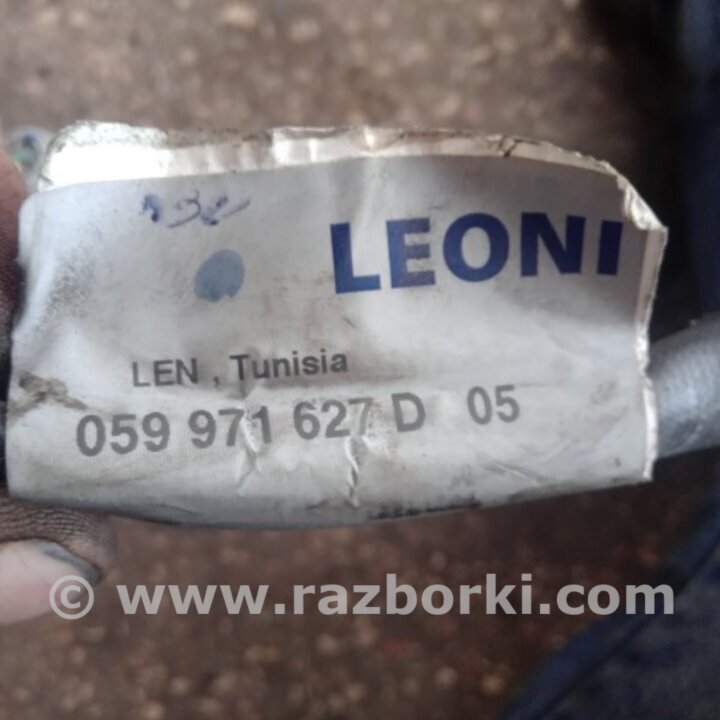 LEONI
LEN , Tunisia
059 971 627 D 05
© www.razborki.com